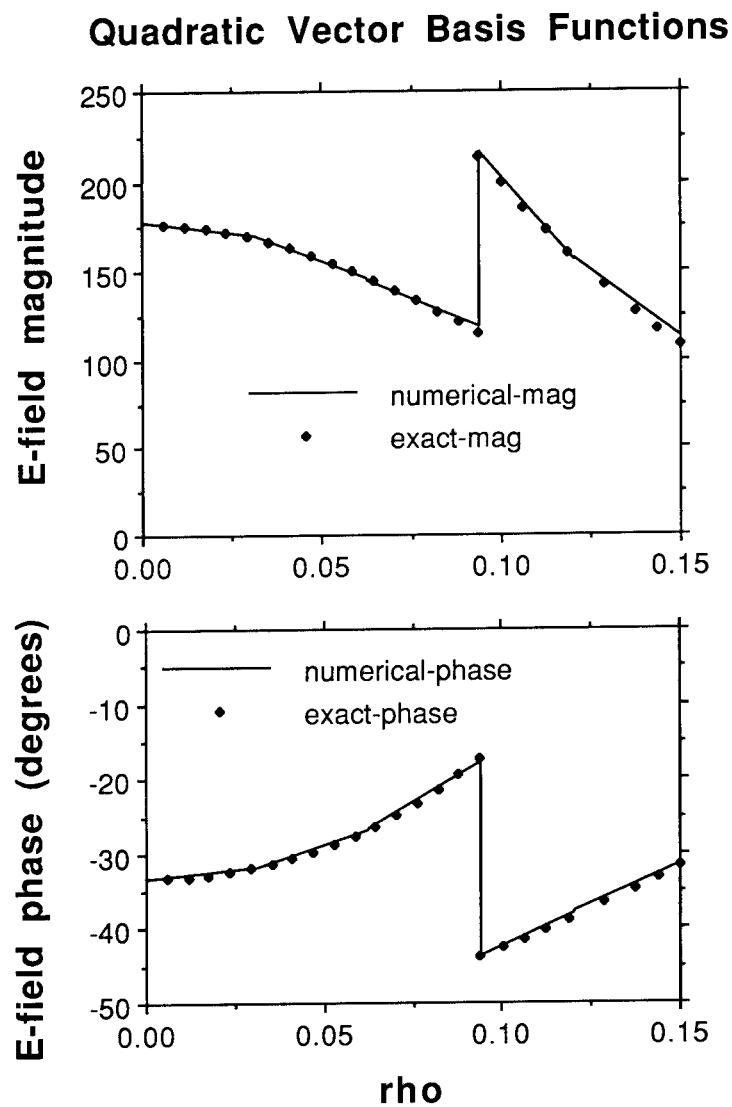 Quadratic Vector Basis Functions
250
200
150
100
50
0
E-field magnitude
numerical-mag
exact-mag
0.00 0.05 0.10 0.15
0
-10
-20
-30
-40
-50
E-field phase (degrees)
numerical-phase
exact-phase
0.00 0.05 0.10 0.15
rho